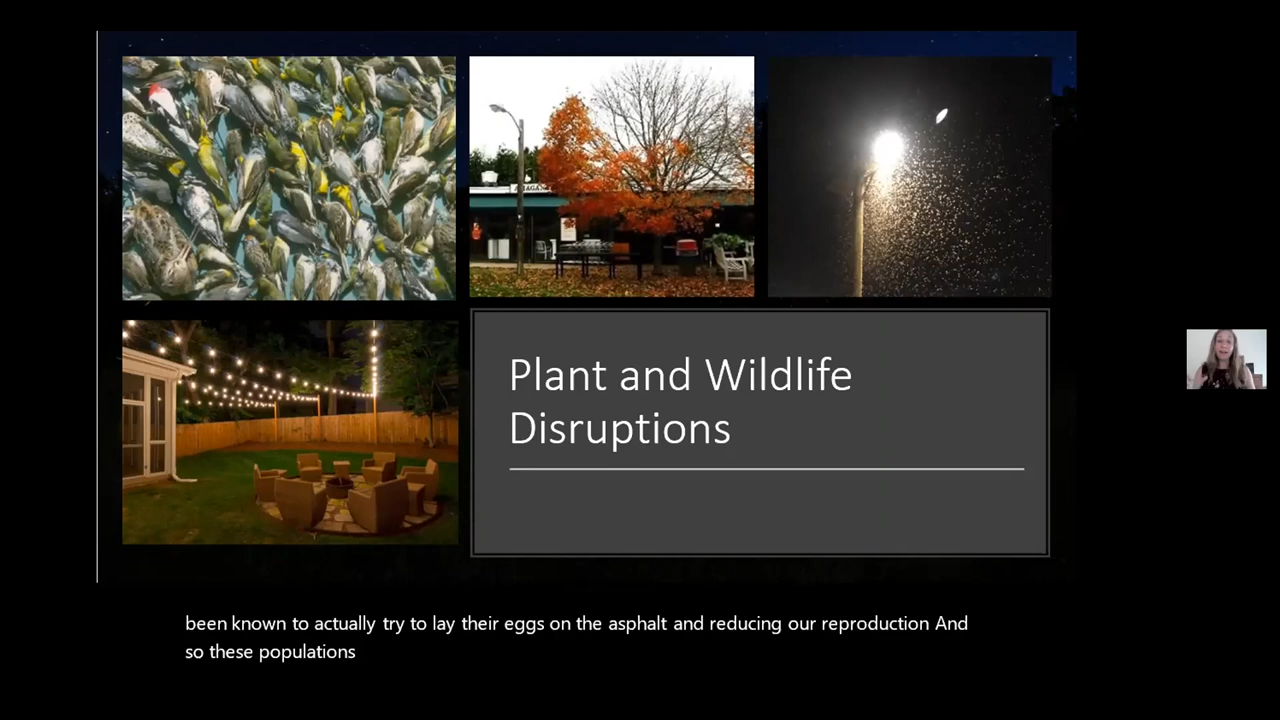 Plant and Wildlife
Disruptions
been known to actually try to lay their eggs on the asphalt and reducing our reproduction And
so these populations